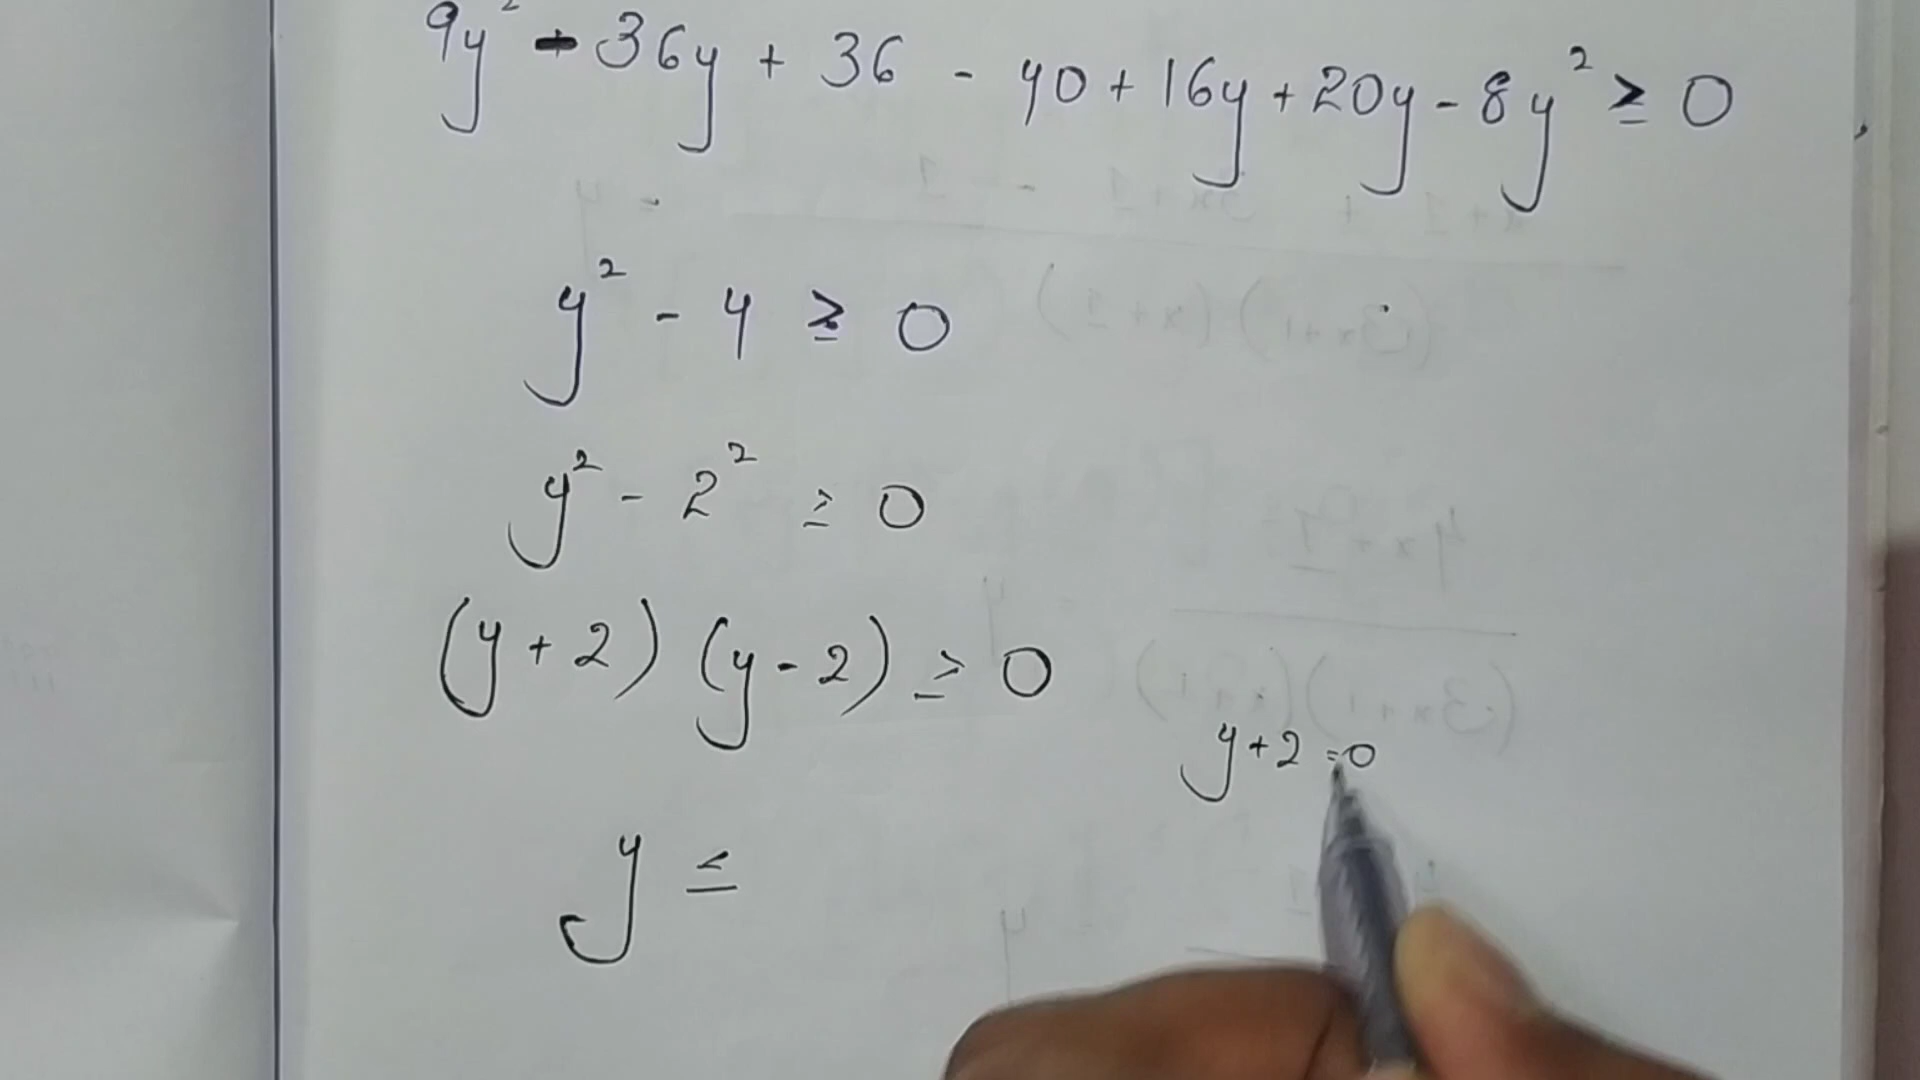 9y² - 36y + 36 - 40 + 16y + 20y - 8y² ≥ 0
y² - 4 ≥ 0
y² - 2² ≥ 0
(y + 2) (y - 2) ≥ 0
y + 2 = 0
y ≤